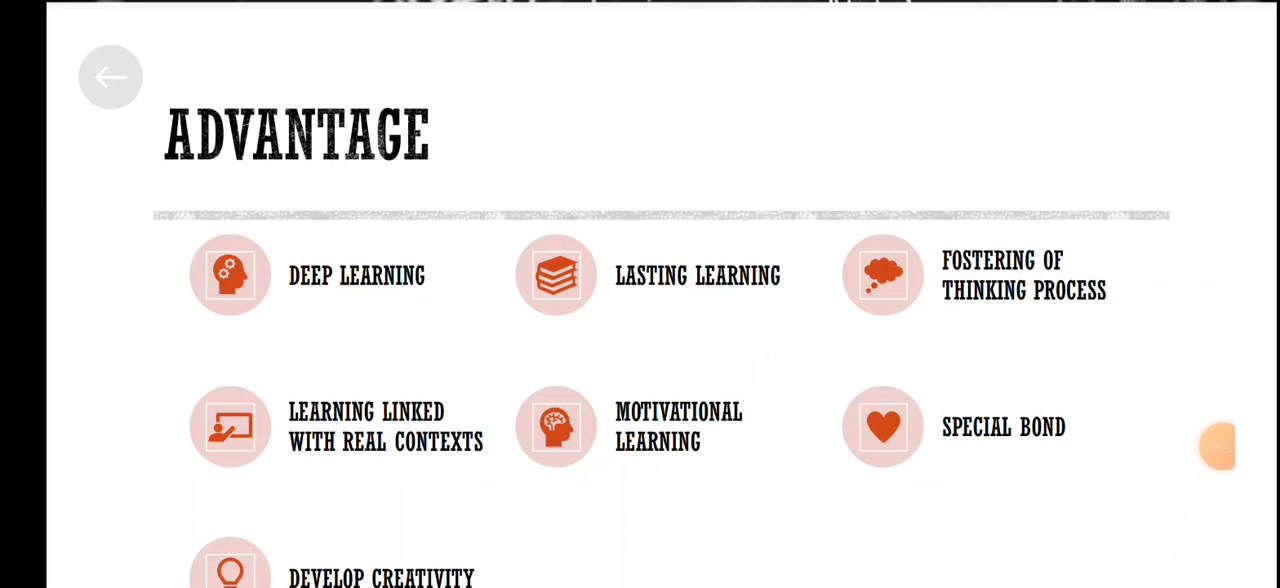 ADVANTAGE
DEEP LEARNING
LASTING LEARNING
FOSTERING OF
THINKING PROCESS
LEARNING LINKED
WITH REAL CONTEXTS
MOTIVATIONAL
LEARNING
SPECIAL BOND
DEVELOP CREATIVITY